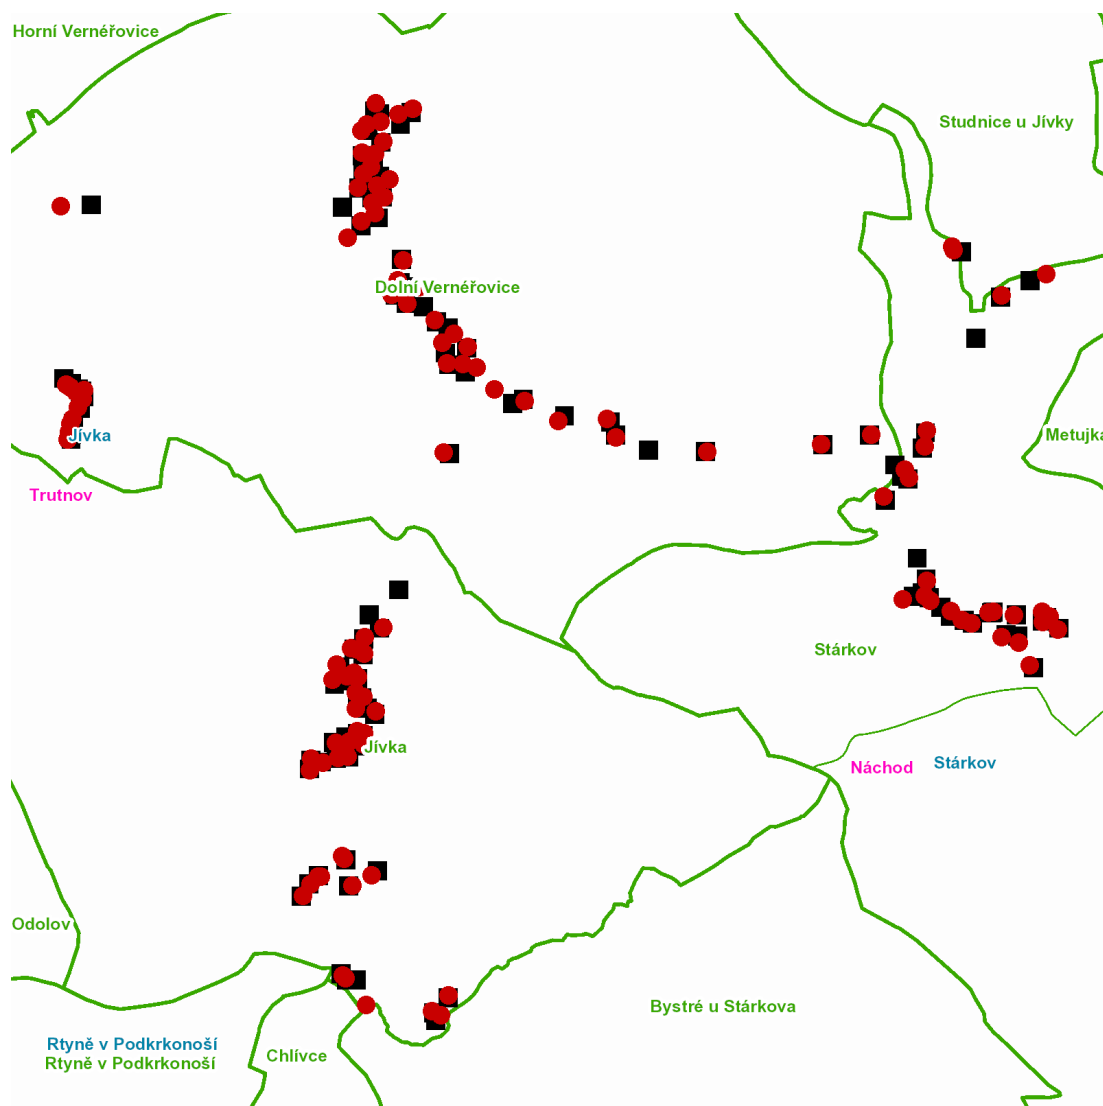 Horní Vernéřovice
Studnice u Jívky
Dolní Vernéřovice
Jívka
Metujka
Trutnov
Stárkov
Jívka
Náchod
Stárkov
Odolov
Bystré u Stárkova
Rtyně v Podkrkonoší
Chlívce
Rtyně v Podkrkonoší